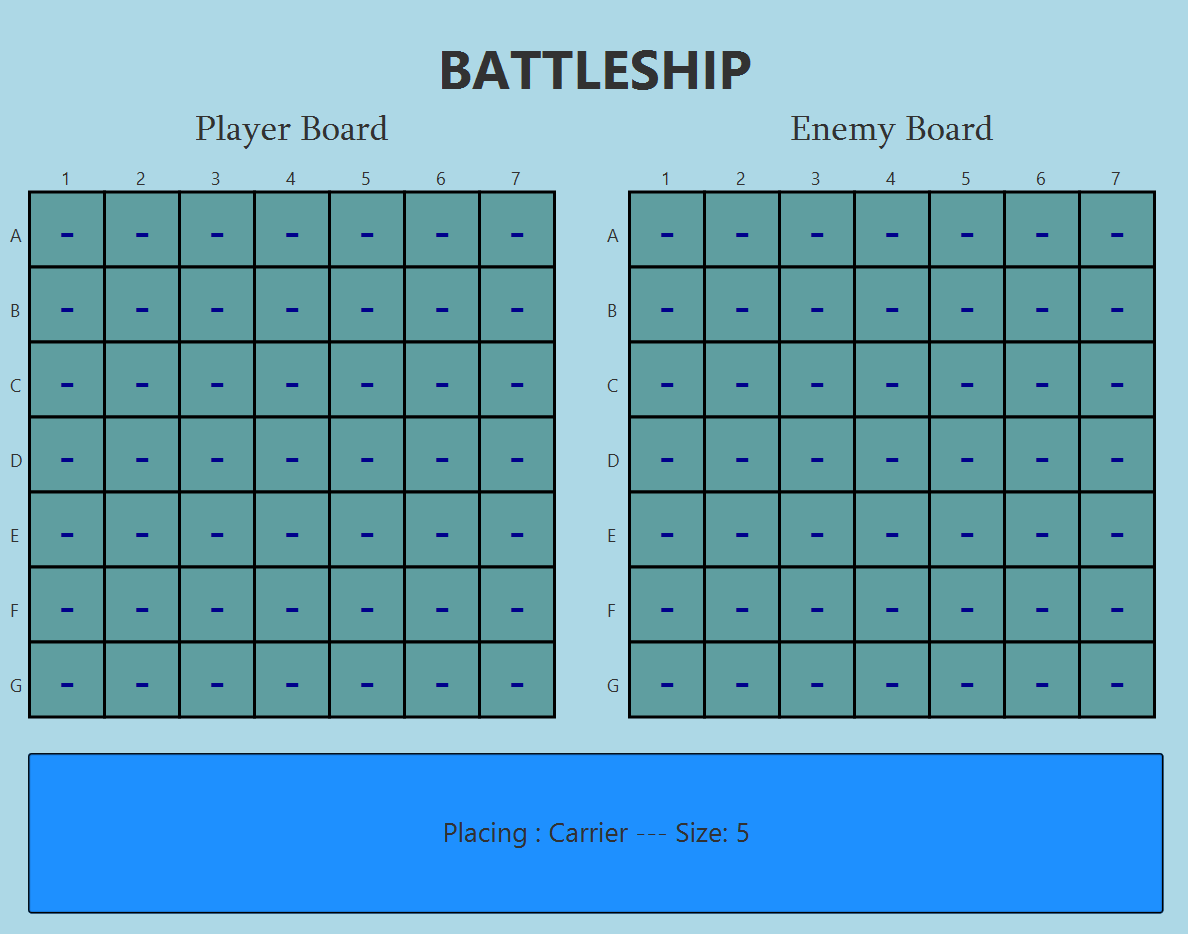 BATTLESHIP
Player Board
Enemy Board
1 2 3 4 5 6 7
1 2 3 4 5 6 7
A - - - - - - -
A - - - - - - -
B - - - - - - -
B - - - - - - -
C - - - - - - -
C - - - - - - -
D - - - - - - -
D - - - - - - -
E - - - - - - -
E - - - - - - -
F - - - - - - -
F - - - - - - -
G - - - - - - -
G - - - - - - -
Placing : Carrier --- Size: 5